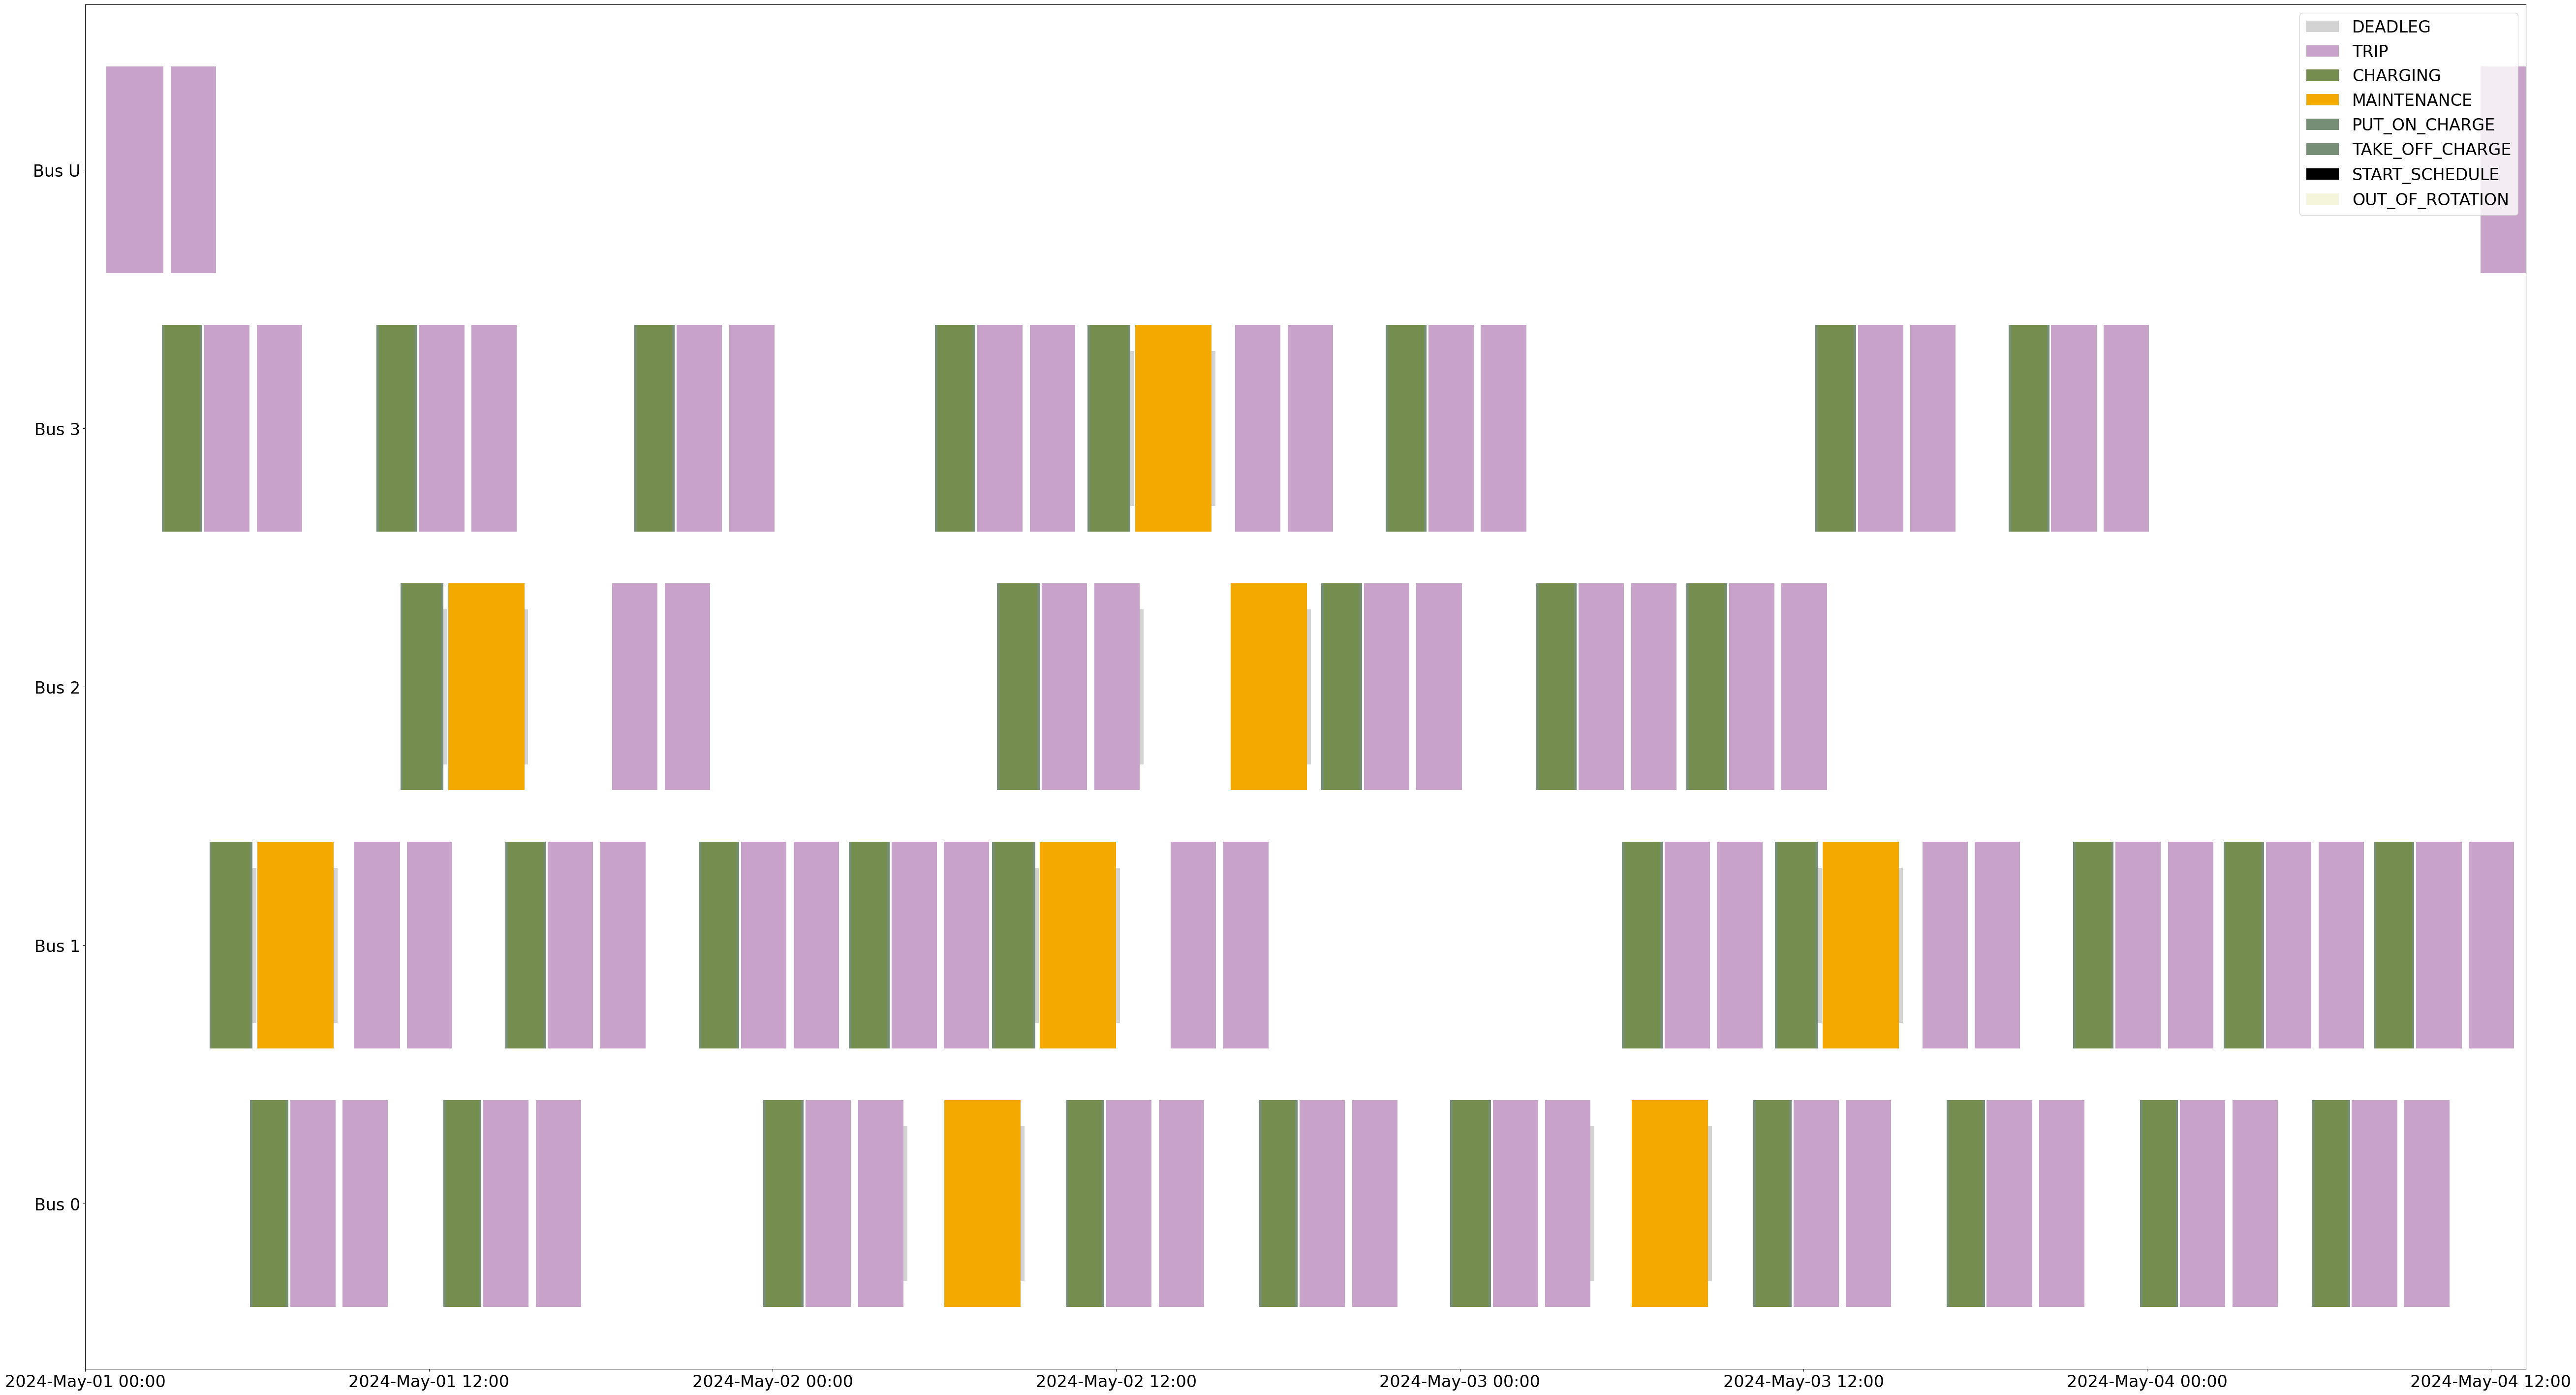 DEADLEG
TRIP
CHARGING
MAINTENANCE
PUT_ON_CHARGE
TAKE_OFF_CHARGE
START_SCHEDULE
OUT_OF_ROTATION
Bus U
Bus 3
Bus 2
Bus 1
Bus 0
2024-May-01 00:00 2024-May-01 12:00 2024-May-02 00:00 2024-May-02 12:00 2024-May-03 00:00 2024-May-03 12:00 2024-May-04 00:00 2024-May-04 12:00